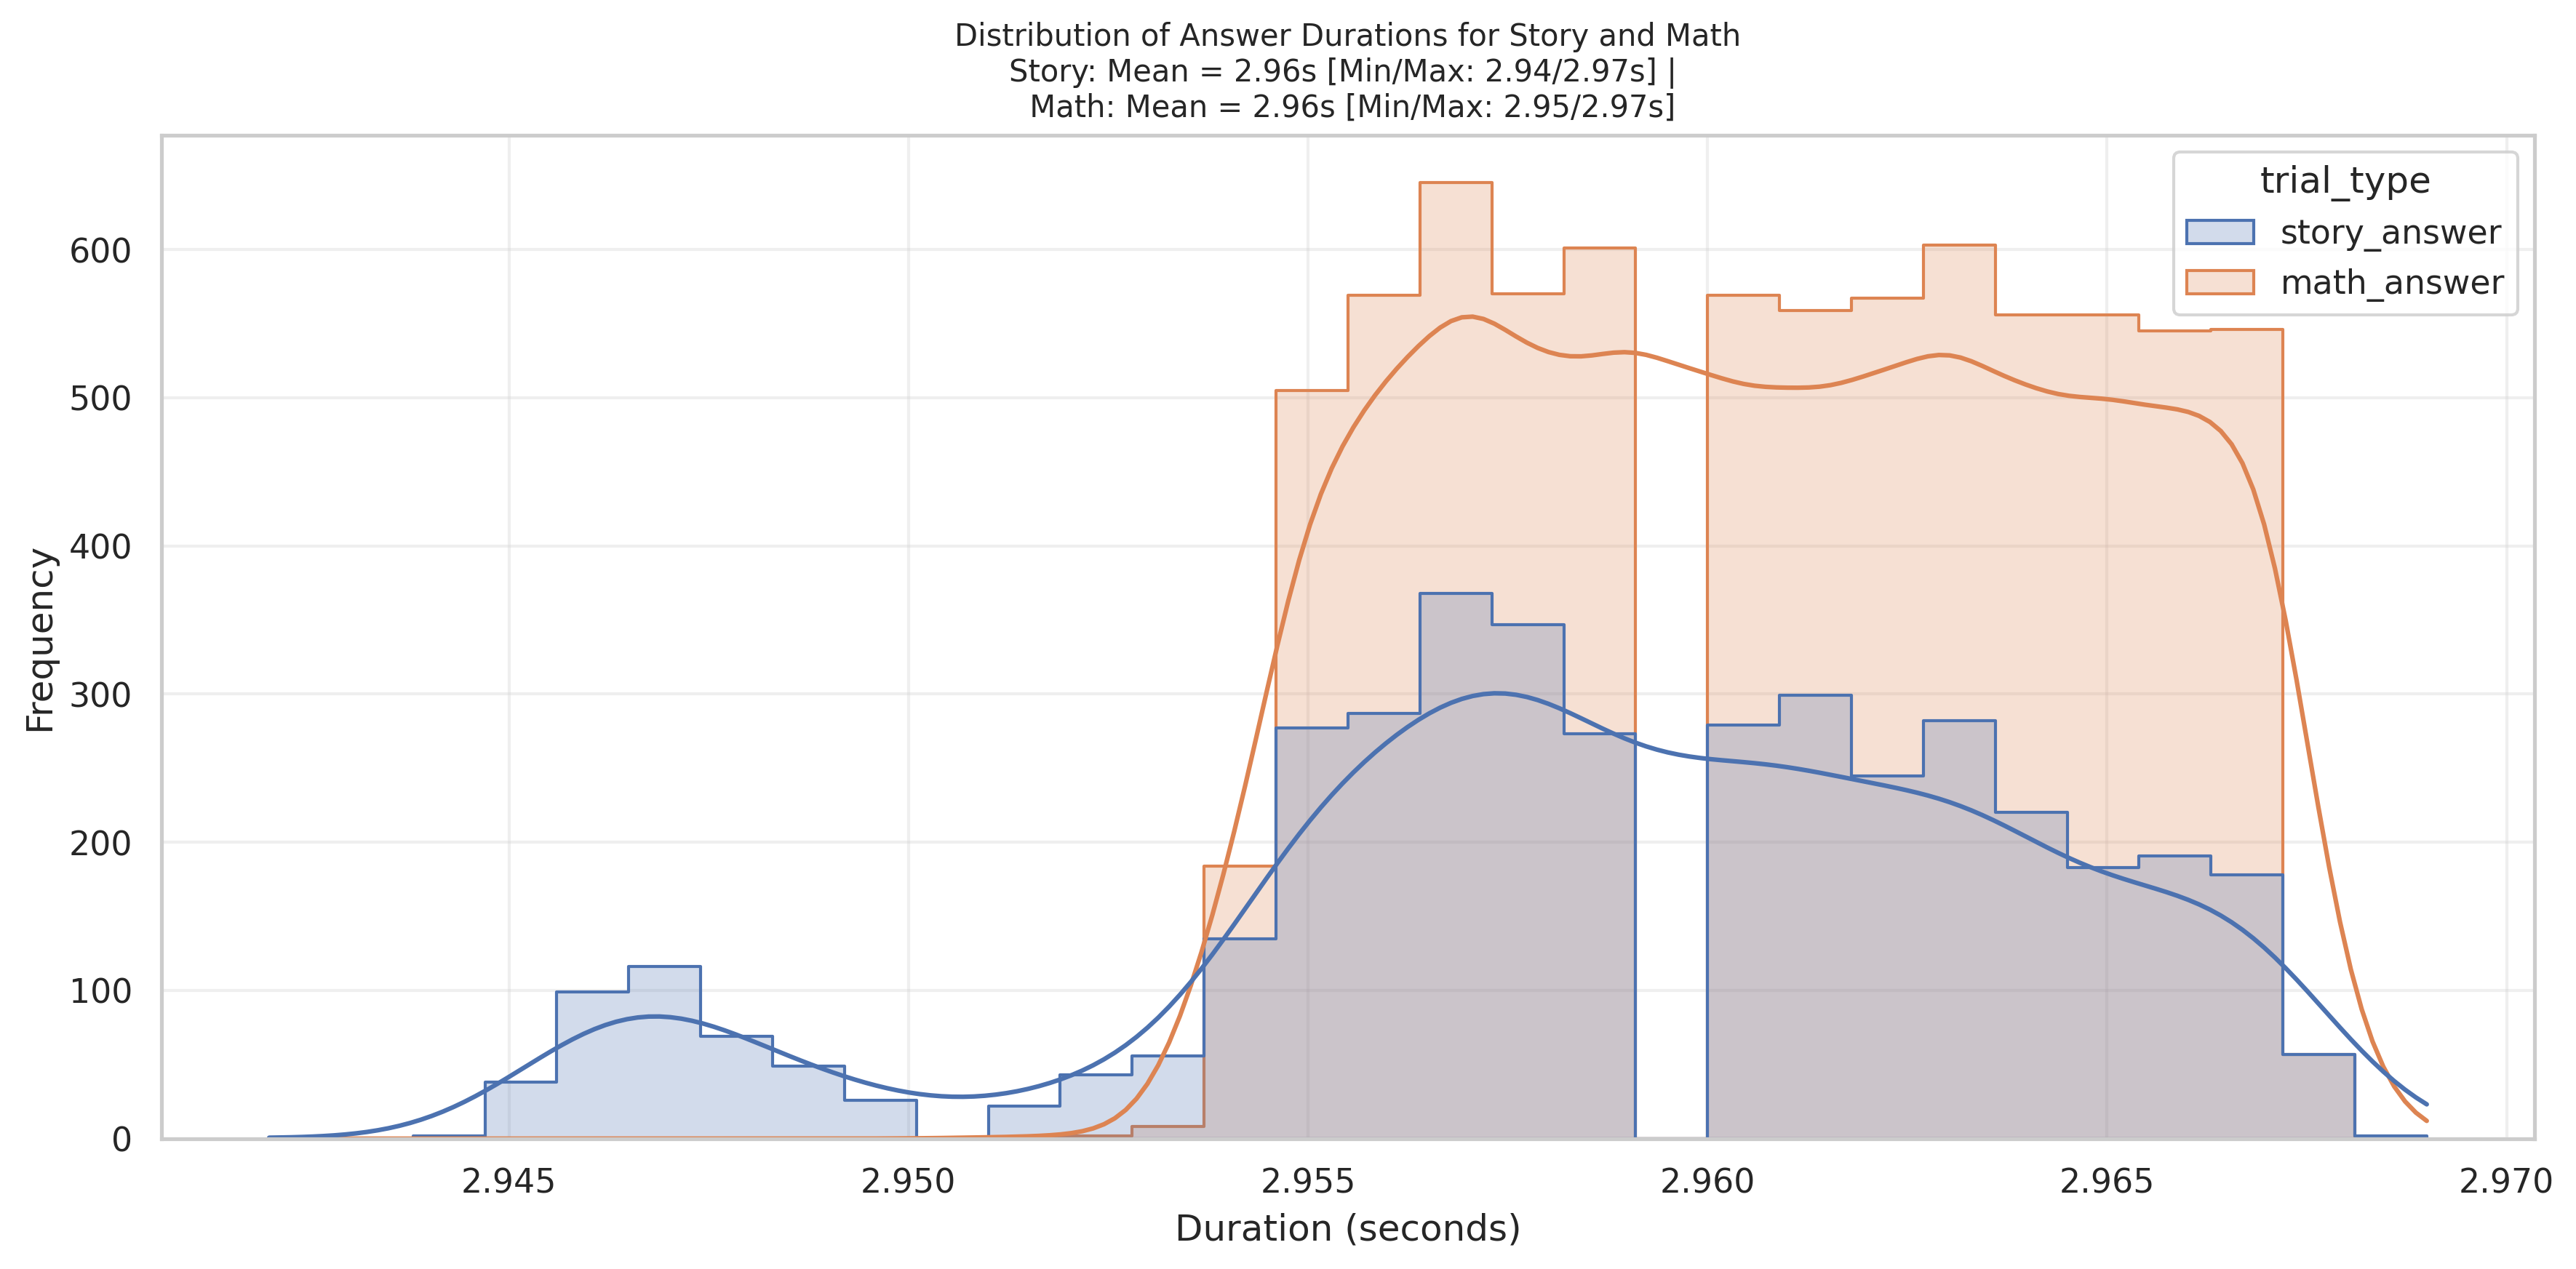 Distribution of Answer Durations for Story and Math
Story: Mean = 2.96s [Min/Max: 2.94/2.97s] |
Math: Mean = 2.96s [Min/Max: 2.95/2.97s]
trial_type
story_answer
math_answer
Frequency
600
500
400
300
200
100
0
2.945 2.950 2.955 2.960 2.965 2.970
Duration (seconds)